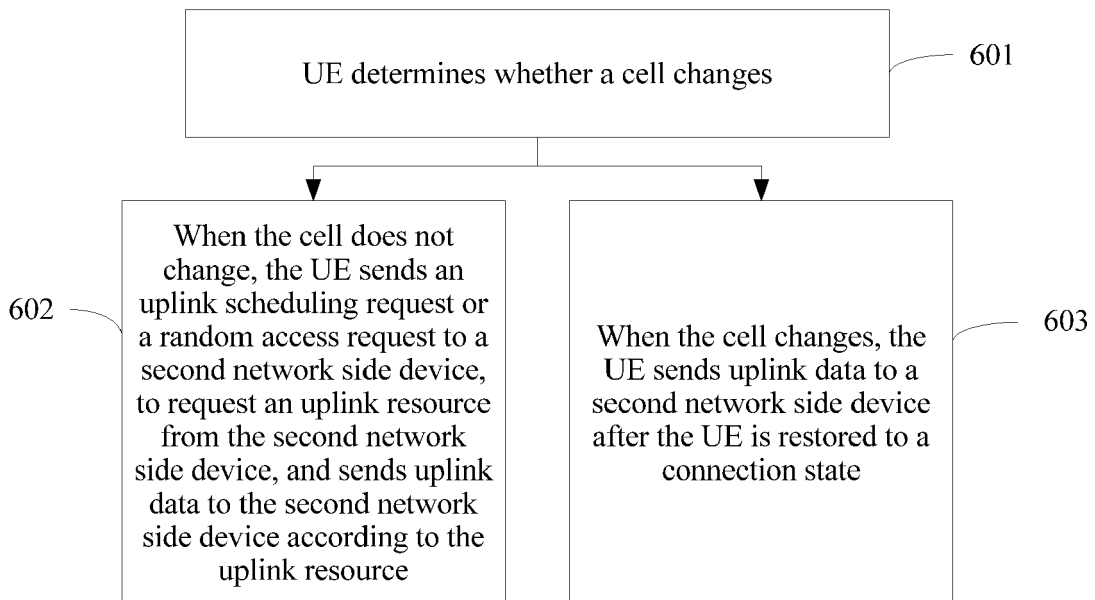 UE determines whether a cell changes
601
When the cell does not
change, the UE sends an
uplink scheduling request or
a random access request to a
second network side device,
to request an uplink resource
from the second network
side device, and sends uplink
data to the second network
side device according to the
uplink resource
602
When the cell changes, the
UE sends uplink data to a
second network side device
after the UE is restored to a
connection state
603